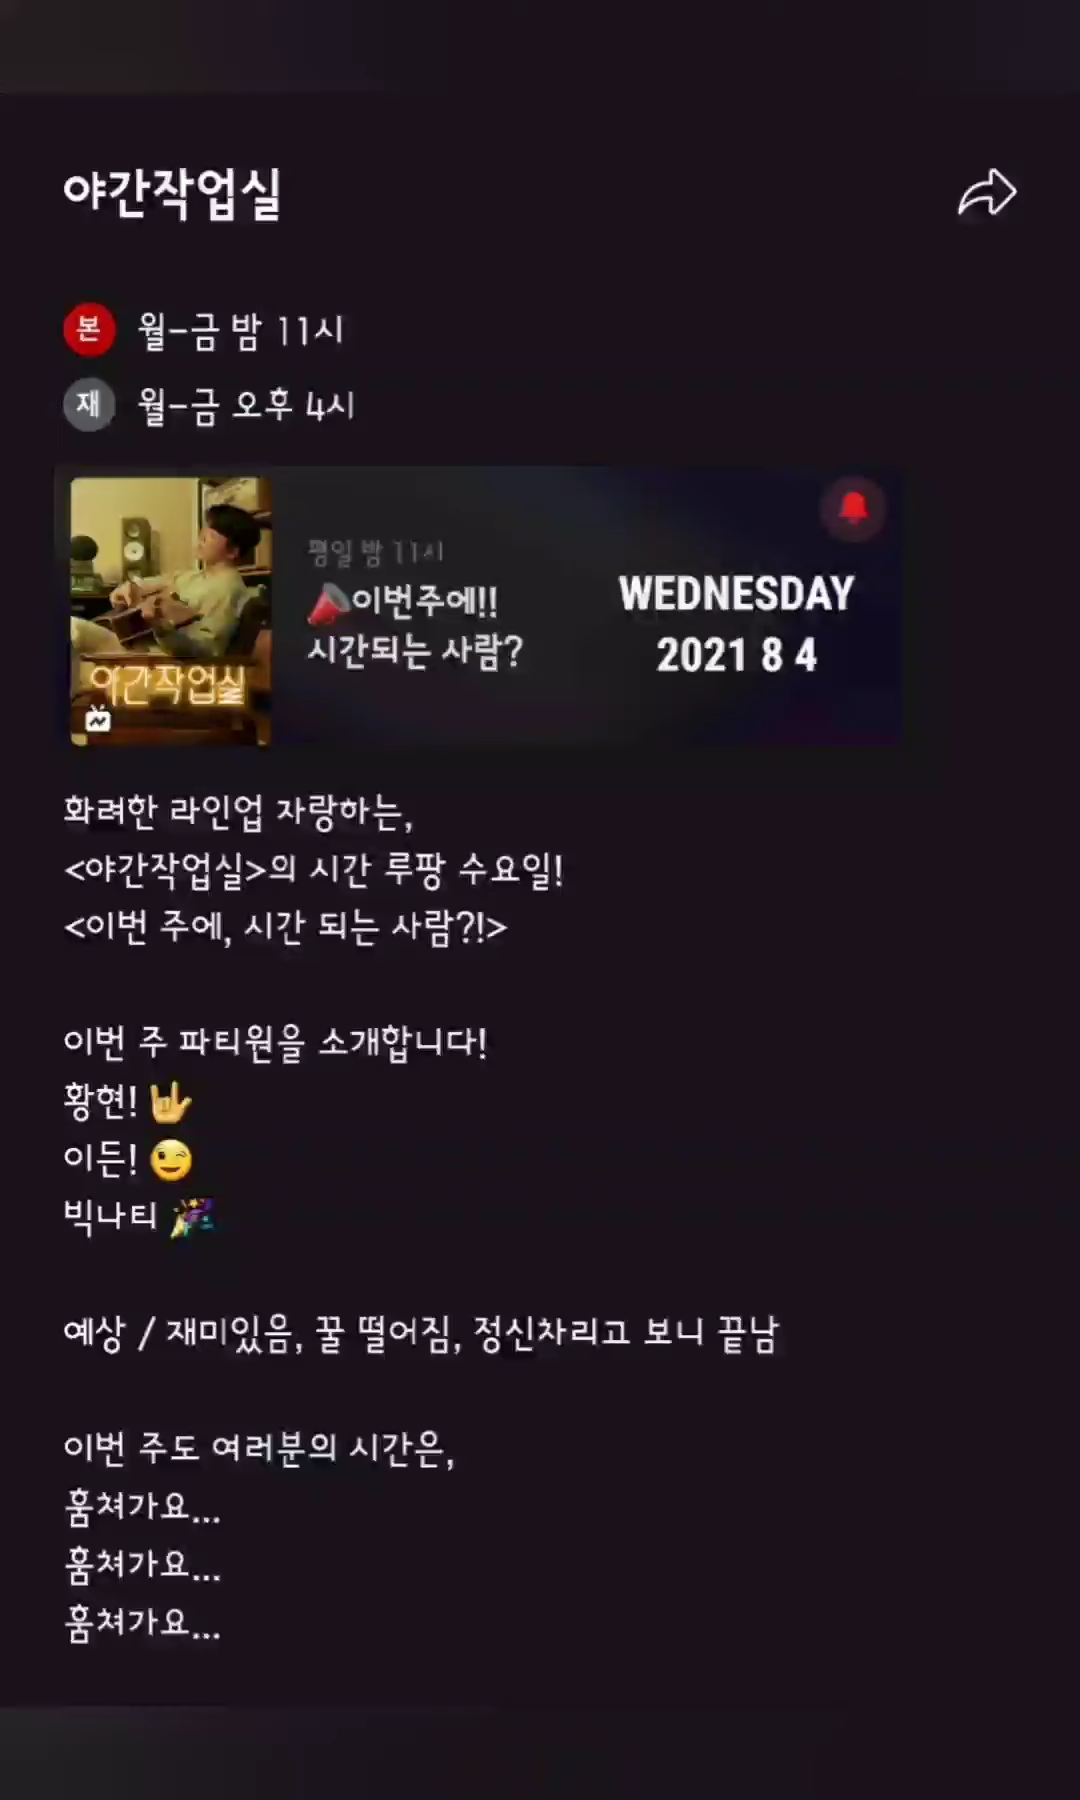 야간작업실
본 월-금 밤 11시
재 월-금 오후 4시
야간작업실
평일 밤 11시
📣이번주에!!
시간되는 사람?
WEDNESDAY
2021 8 4
화려한 라인업 자랑하는,
<야간작업실>의 시간 루팡 수요일!
<이번 주에, 시간 되는 사람?!>
이번 주 파티원을 소개합니다!
황현! 🤟
이든! 😉
빅나티 🎉
예상 / 재미있음, 꿀 떨어짐, 정신차리고 보니 끝남
이번 주도 여러분의 시간은,
훔쳐가요...
훔쳐가요...
훔쳐가요...